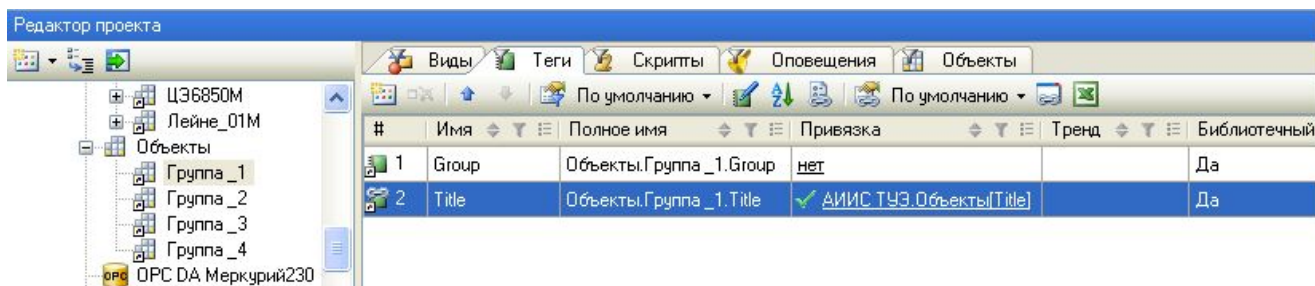 Редактор проекта
Виды Теги Скрипты Оповещения Объекты
По умолчанию По умолчанию
ЦЭ6850М
Лейне_01М
Объекты
Группа _1
Группа _2
Группа _3
Группа _4
OPC OPC DA Меркурий230
# Имя Полное имя Привязка Тренд Библиотечный
1 Group Объекты.Группа _1.Group нет Да
2 Title Объекты.Группа _1.Title АИИС ТУЭ.Объекты[Title] Да